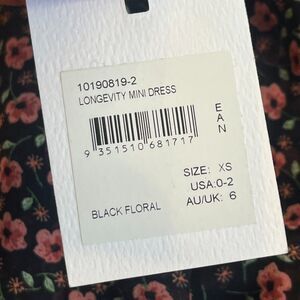 10190819-2
LONGEVITY MINI DRESS
EAN
9 351510 681717
SIZE: XS
USA:0-2
BLACK FLORAL
AU/UK: 6